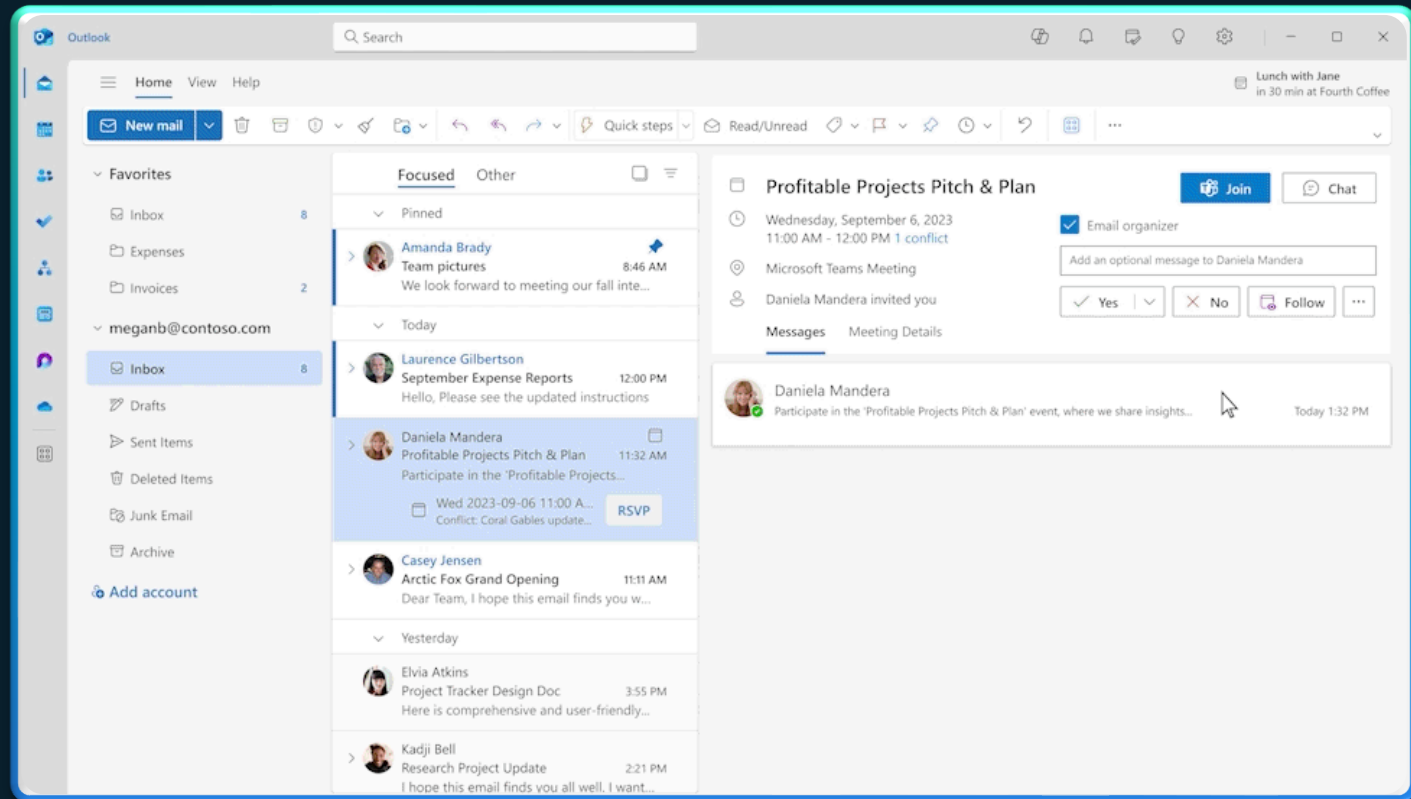 Outlook
Search
Home View Help
Lunch with Jane
in 30 min at Fourth Coffee
New mail
Quick steps
Read/Unread
Favorites
Inbox 8
Expenses
Invoices 2
meganb@contoso.com
Inbox 8
Drafts
Sent Items
Deleted Items
Junk Email
Archive
Add account
Focused Other
Pinned
Amanda Brady
Team pictures 8:46 AM
We look forward to meeting our fall inte...
Today
Laurence Gilbertson
September Expense Reports 12:00 PM
Hello, Please see the updated instructions
Daniela Mandera
Profitable Projects Pitch & Plan 11:32 AM
Participate in the 'Profitable Projects...
Wed 2023-09-06 11:00 A...
Conflict: Coral Gables update...
RSVP
Casey Jensen
Arctic Fox Grand Opening 11:11 AM
Dear Team, I hope this email finds you w...
Yesterday
Elvia Atkins
Project Tracker Design Doc 3:55 PM
Here is comprehensive and user-friendly...
Kadji Bell
Research Project Update 2:21 PM
I hope this email finds you all well. I want...
Profitable Projects Pitch & Plan
Join
Chat
Wednesday, September 6, 2023
11:00 AM - 12:00 PM 1 conflict
Microsoft Teams Meeting
Daniela Mandera invited you
Email organizer
Add an optional message to Daniela Mandera
Yes
No
Follow
Messages Meeting Details
Daniela Mandera
Participate in the 'Profitable Projects Pitch & Plan' event, where we share insights...
Today 1:32 PM